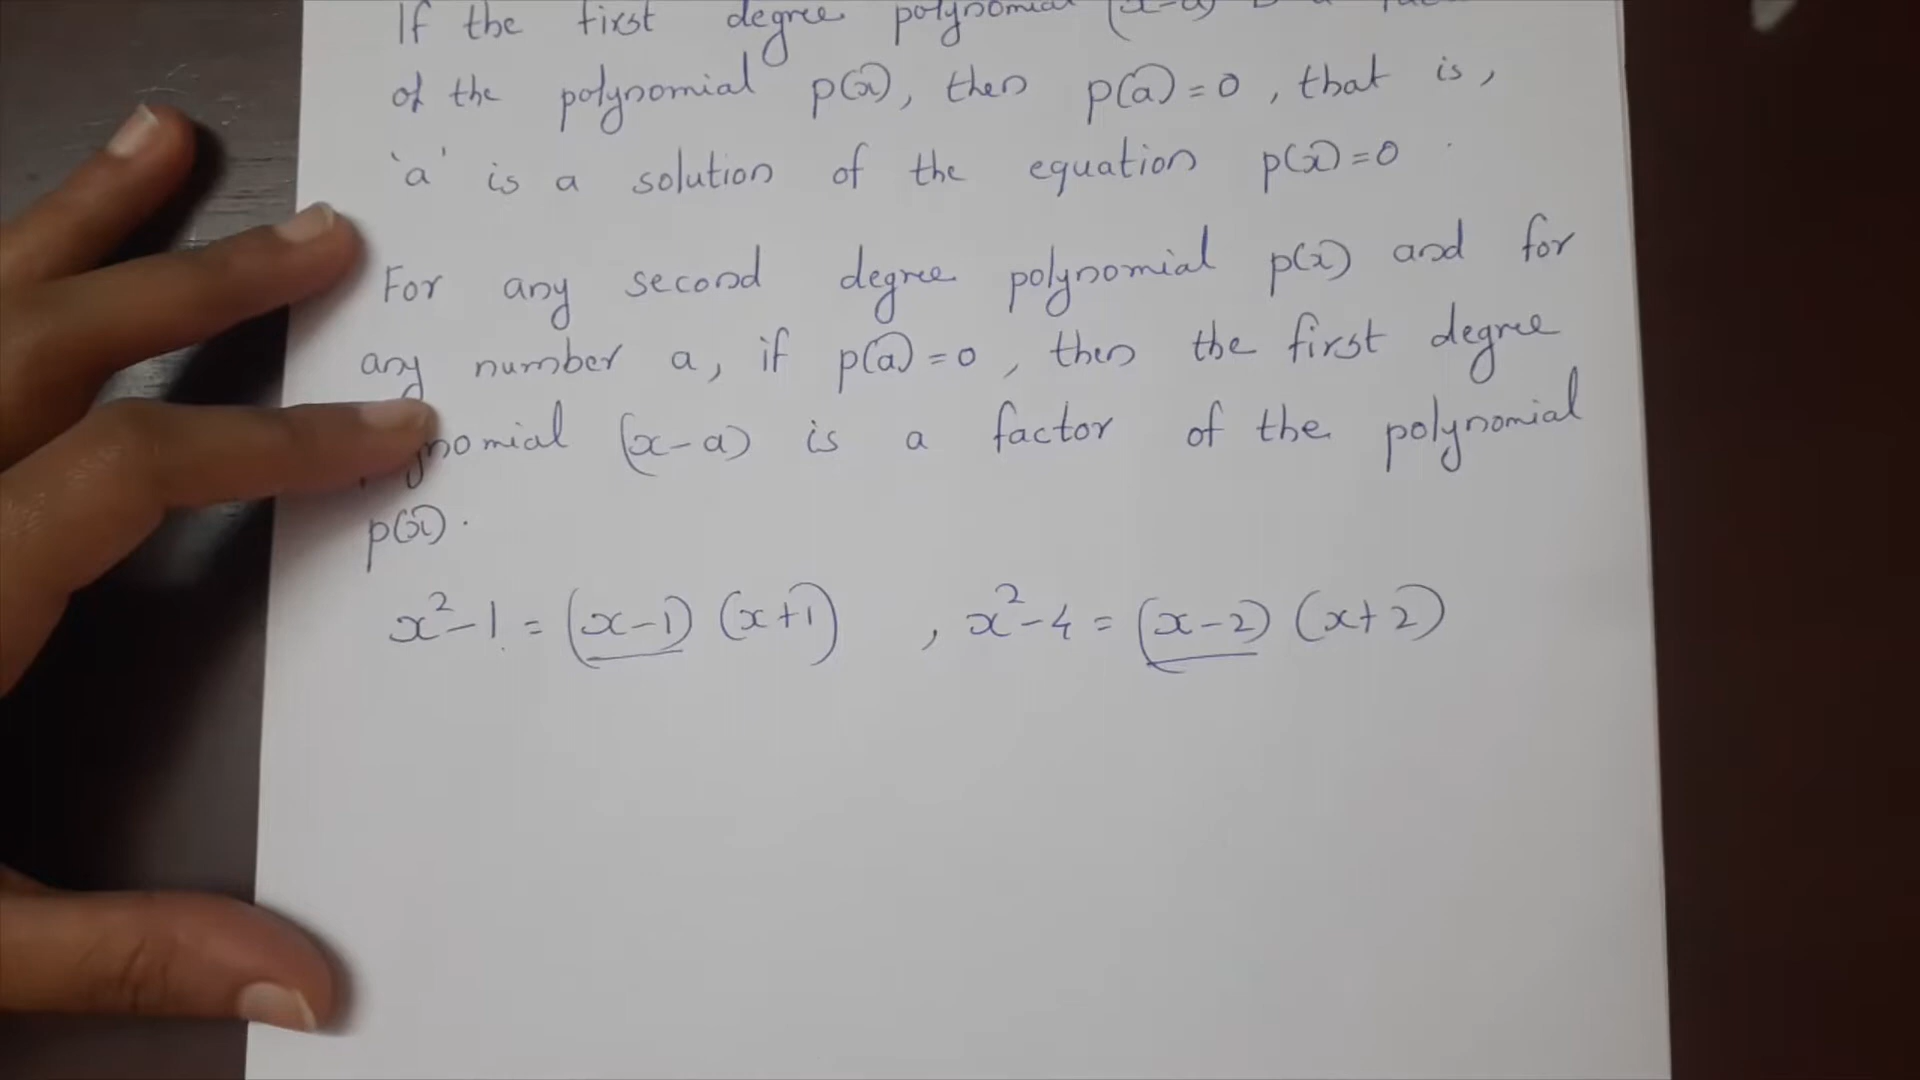 If the first degree polynomial (x-a)
of the polynomial p(x), then p(a)=0, that is,
'a' is a solution of the equation p(x)=0
For any second degree polynomial p(x) and for
any number a, if p(a)=0, then the first degree
nomial (x-a) is a factor of the polynomial
p(x).
x²-1 = (x-1) (x+1) , x²-4 = (x-2) (x+2)